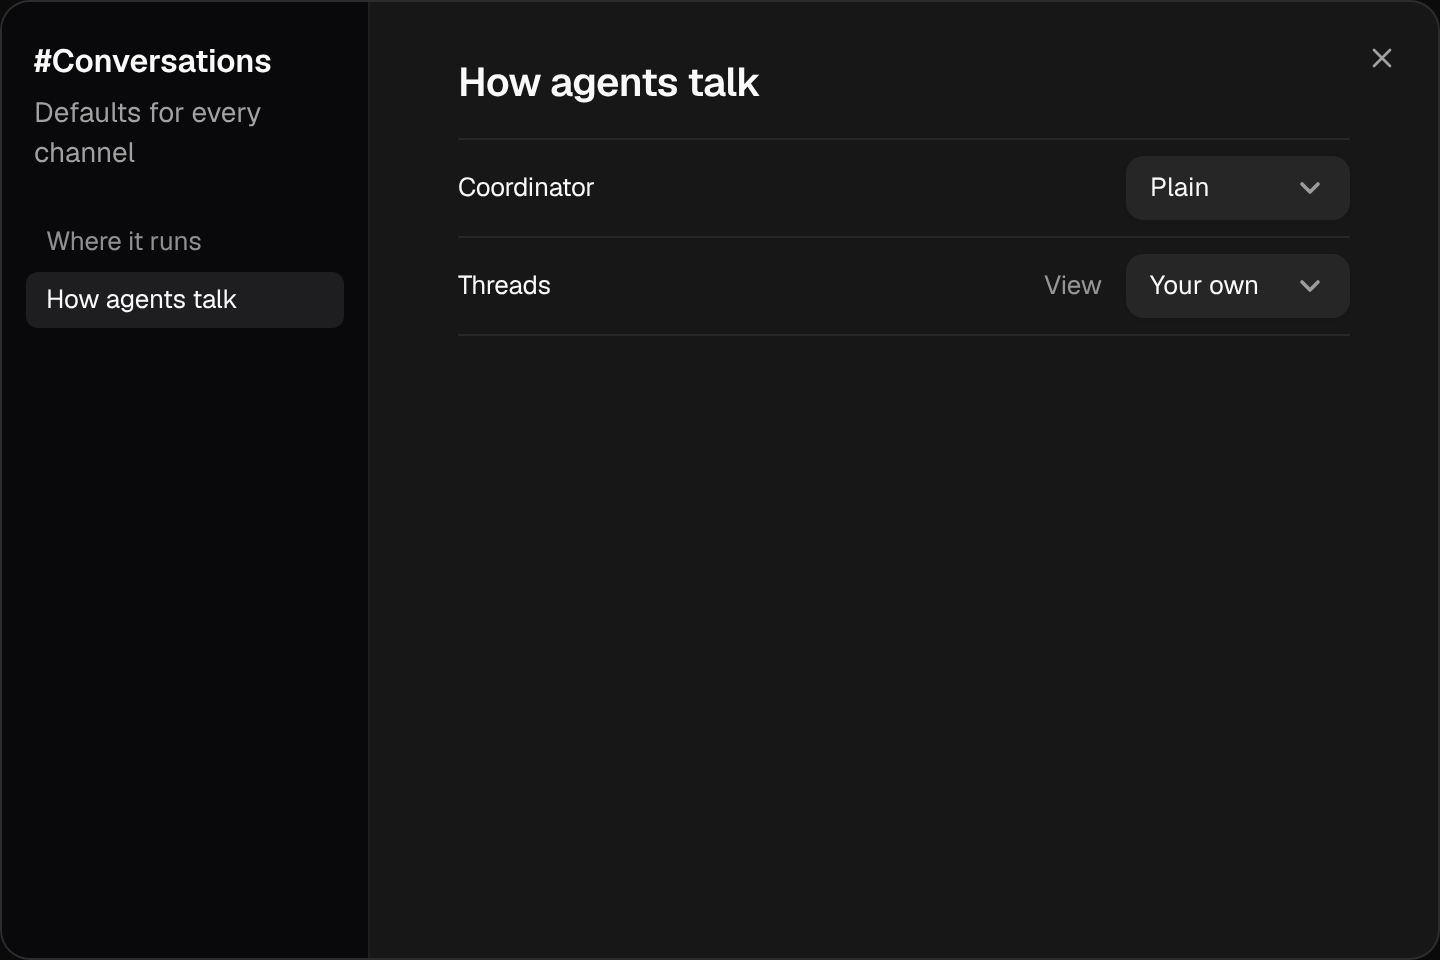 #Conversations
Defaults for every
channel
Where it runs
How agents talk
How agents talk
Coordinator
Plain
Threads
View
Your own